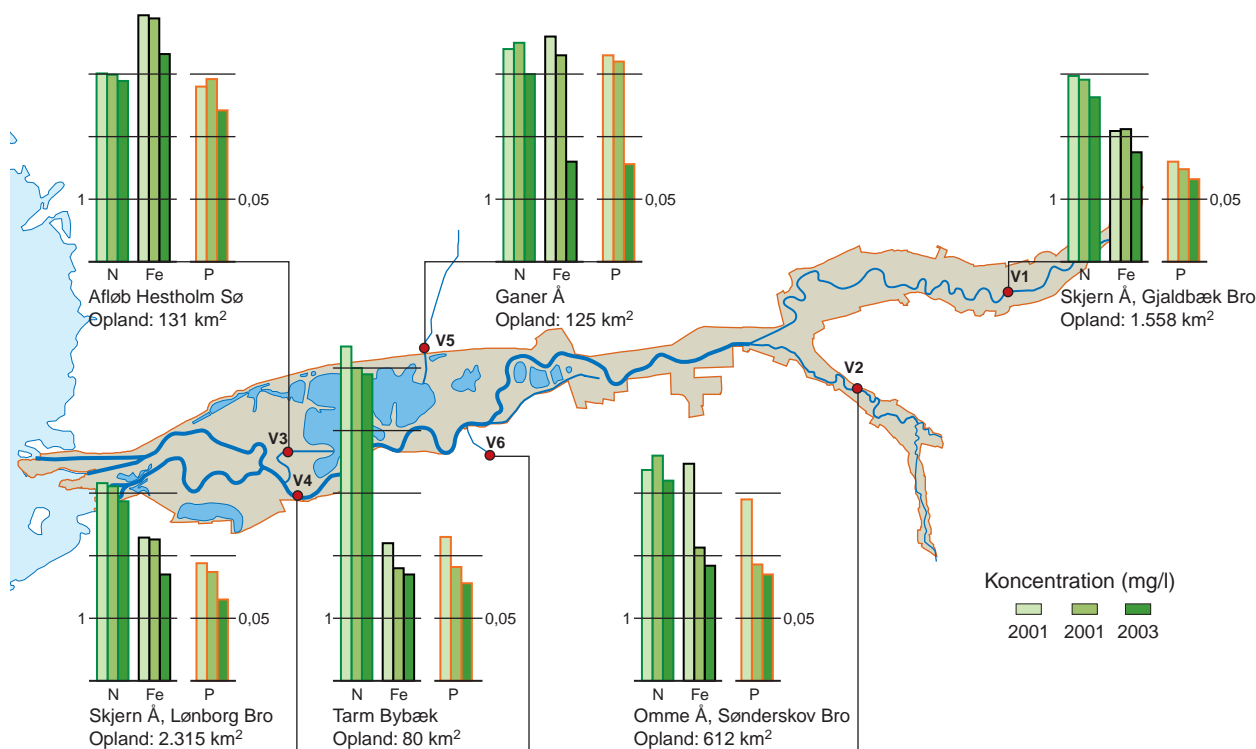 1
0,05
N Fe P
Afløb Hestholm Sø
Opland: 131 km²
1
0,05
N Fe P
Ganer Å
Opland: 125 km²
1
0,05
N Fe P
Skjern Å, Gjaldbæk Bro
Opland: 1.558 km²
V1
V5
V2
V3
V6
V4
1
0,05
N Fe P
Skjern Å, Lønborg Bro
Opland: 2.315 km²
1
0,05
N Fe P
Tarm Bybæk
Opland: 80 km²
1
0,05
N Fe P
Omme Å, Sønderskov Bro
Opland: 612 km²
Koncentration (mg/l)
2001 2001 2003